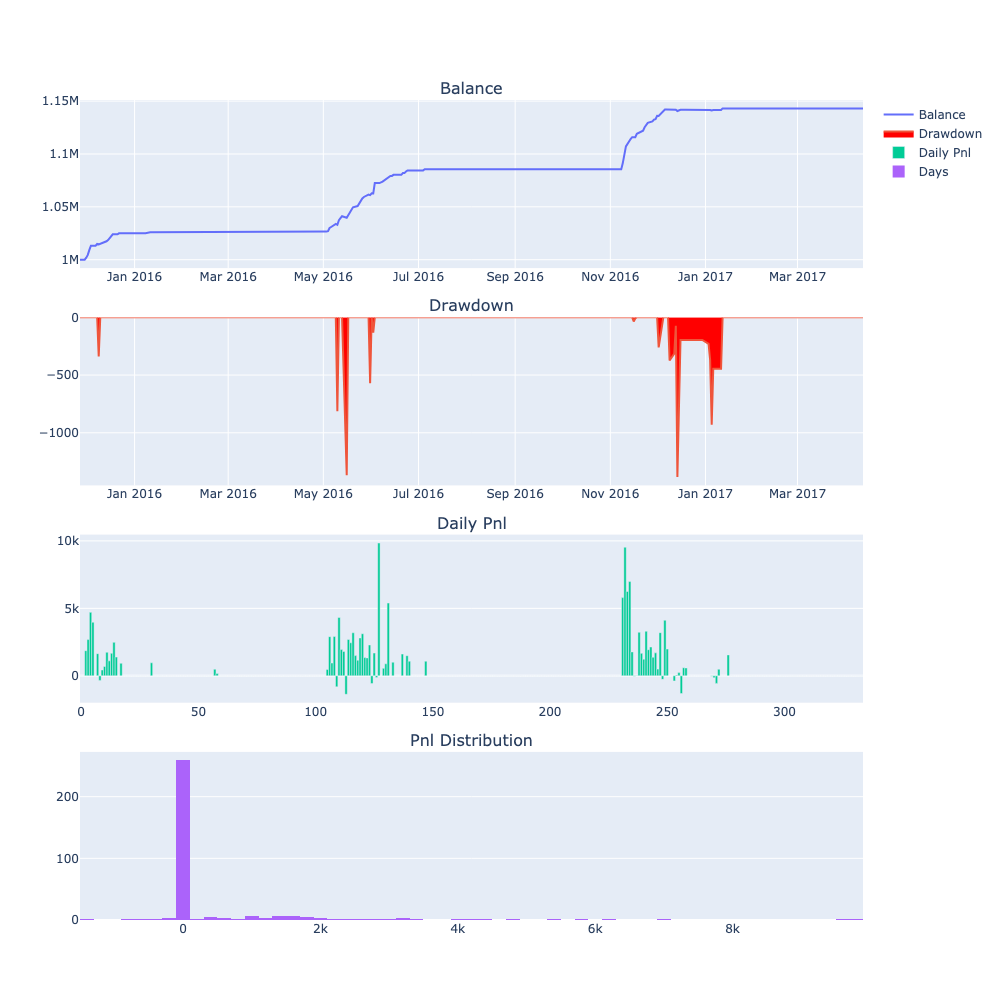 Balance
1.15M
1.1M
1.05M
1M
Jan 2016 Mar 2016 May 2016 Jul 2016 Sep 2016 Nov 2016 Jan 2017 Mar 2017
Balance
Drawdown
Daily Pnl
Days
Drawdown
0
−500
−1000
Jan 2016 Mar 2016 May 2016 Jul 2016 Sep 2016 Nov 2016 Jan 2017 Mar 2017
Daily Pnl
10k
5k
0
0 50 100 150 200 250 300
Pnl Distribution
200
100
0
0 2k 4k 6k 8k